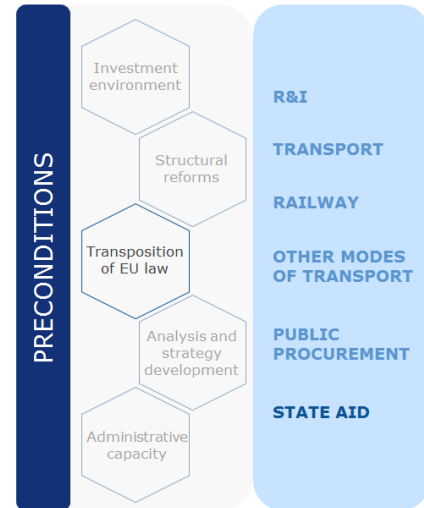 PRECONDITIONS
Investment
environment
Structural
reforms
Transposition
of EU law
Analysis and
strategy
development
Administrative
capacity
R&I
TRANSPORT
RAILWAY
OTHER MODES
OF TRANSPORT
PUBLIC
PROCUREMENT
STATE AID